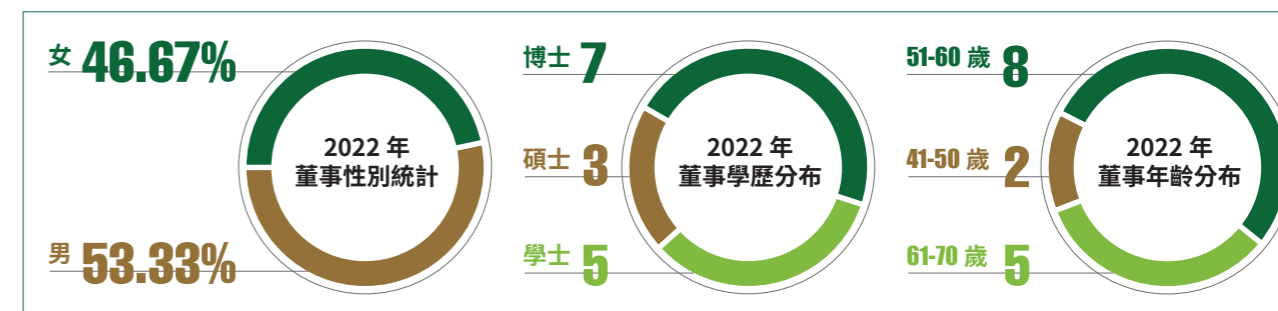 女 46.67%
男 53.33%
2022 年
董事性別統計
博士 7
碩士 3
學士 5
2022 年
董事學歷分布
51-60 歲 8
41-50 歲 2
61-70 歲 5
2022 年
董事年齡分布